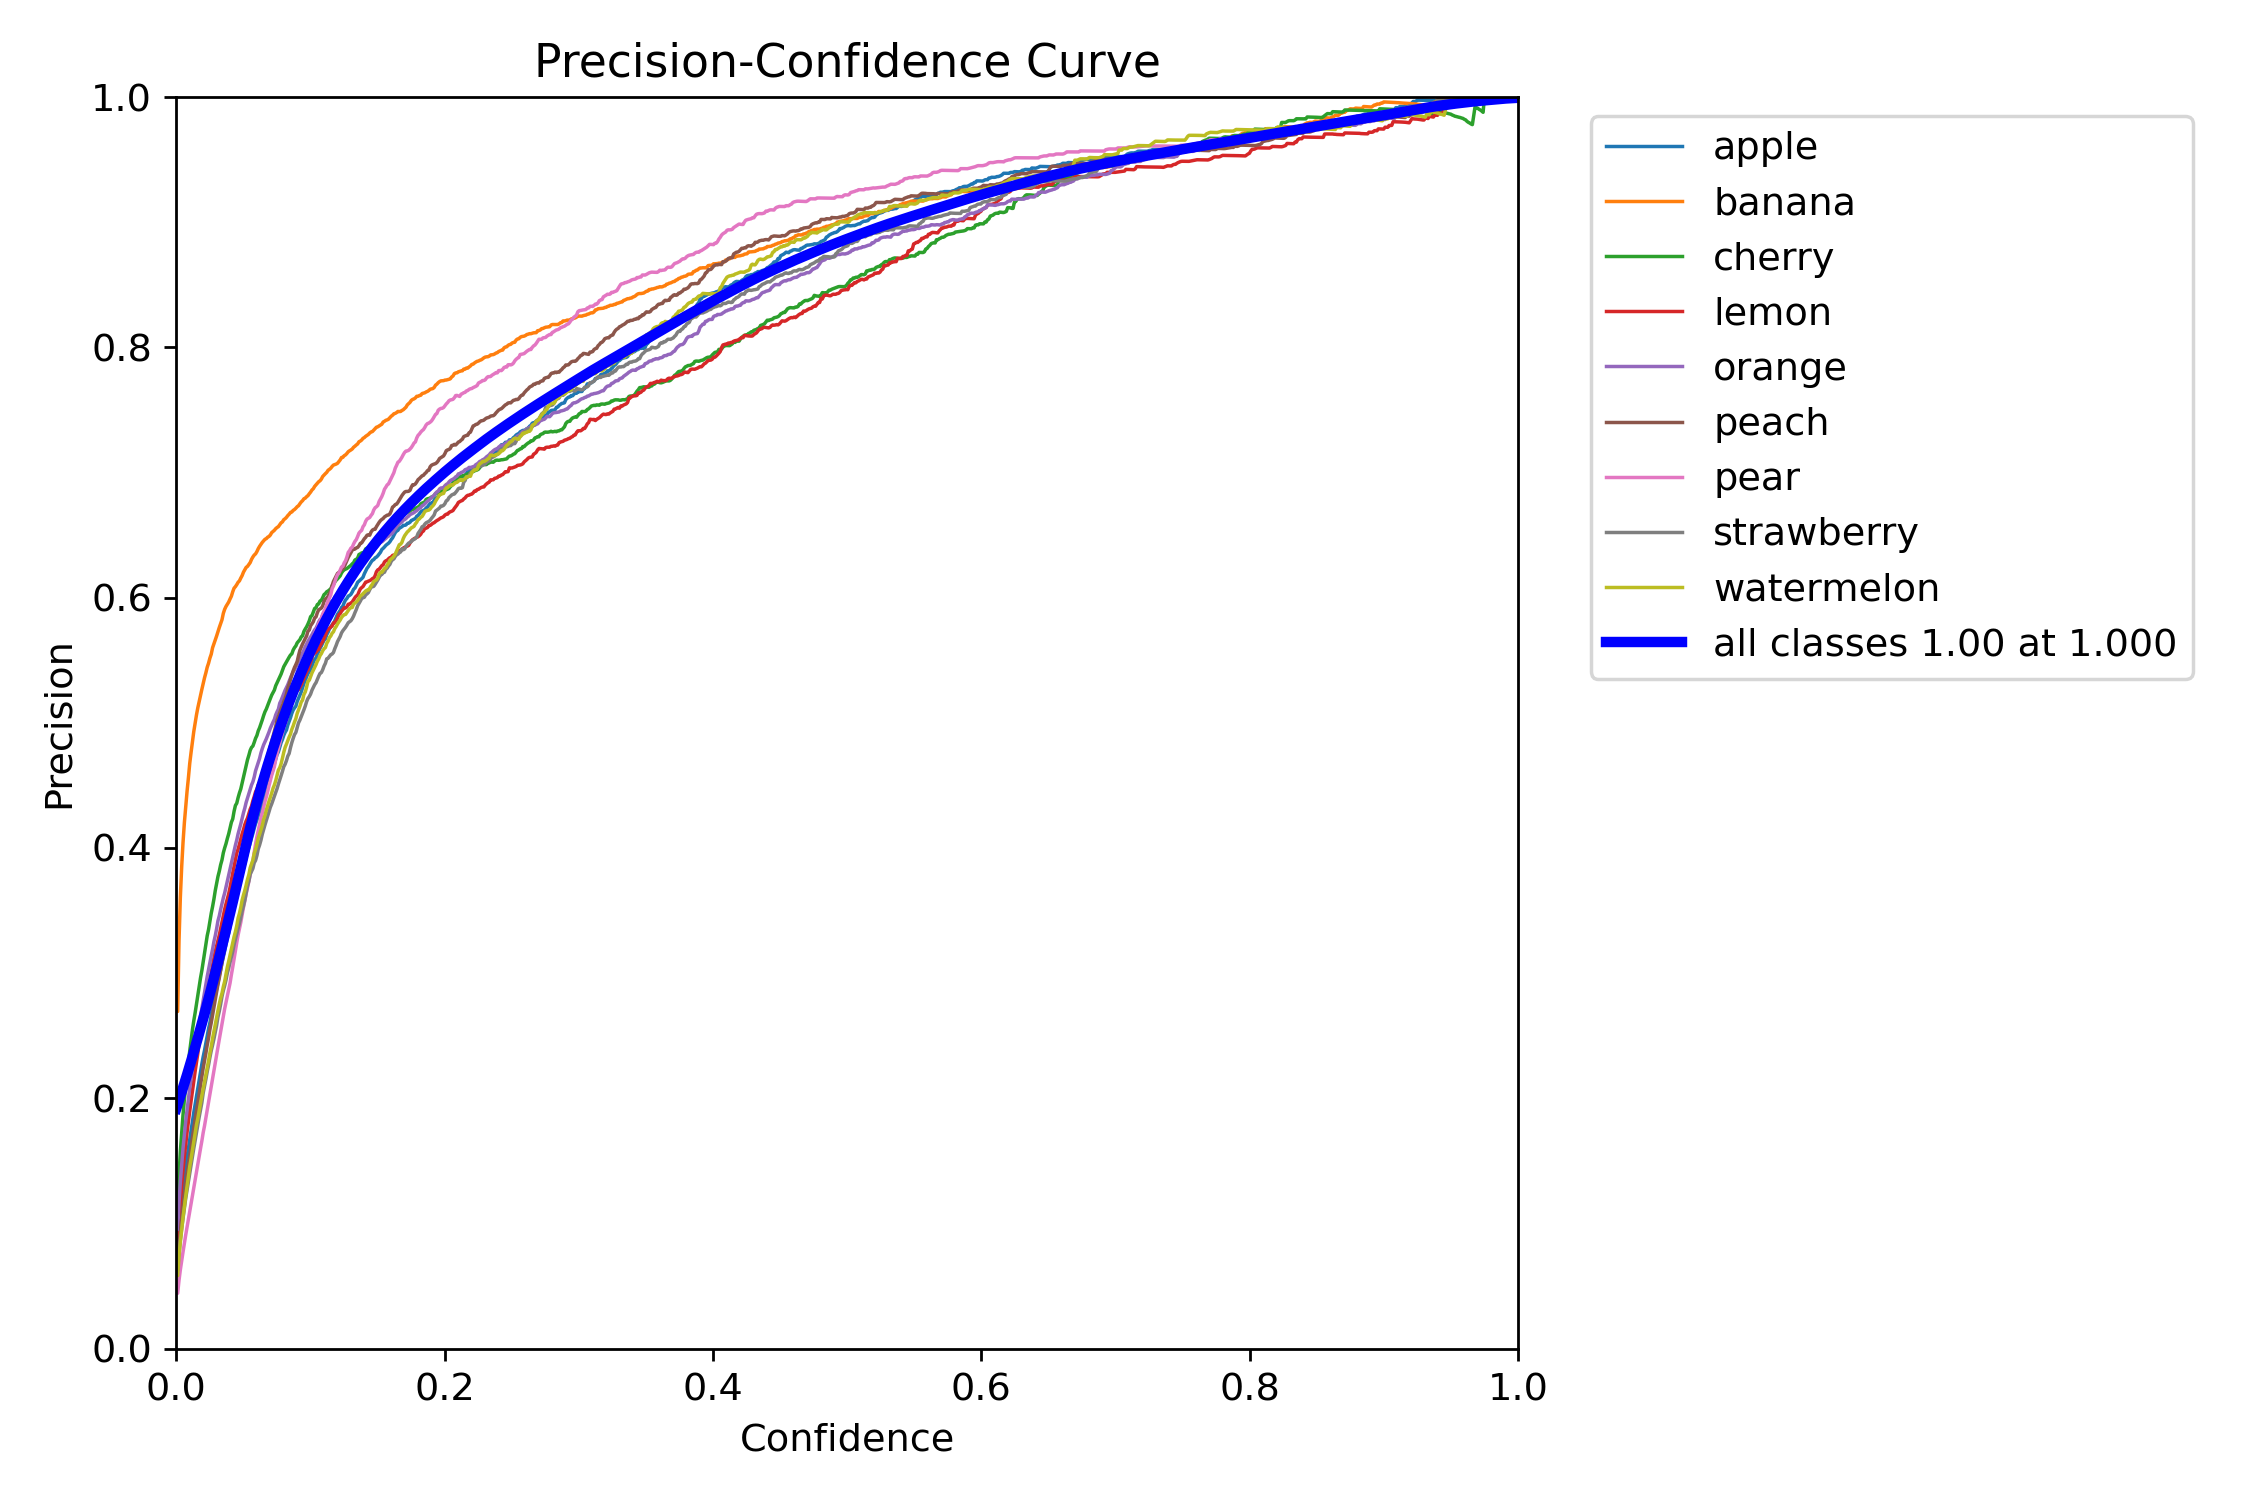 Precision-Confidence Curve
1.0
0.8
0.6
0.4
0.2
0.0
Precision
0.0 0.2 0.4 0.6 0.8 1.0
Confidence
apple
banana
cherry
lemon
orange
peach
pear
strawberry
watermelon
all classes 1.00 at 1.000